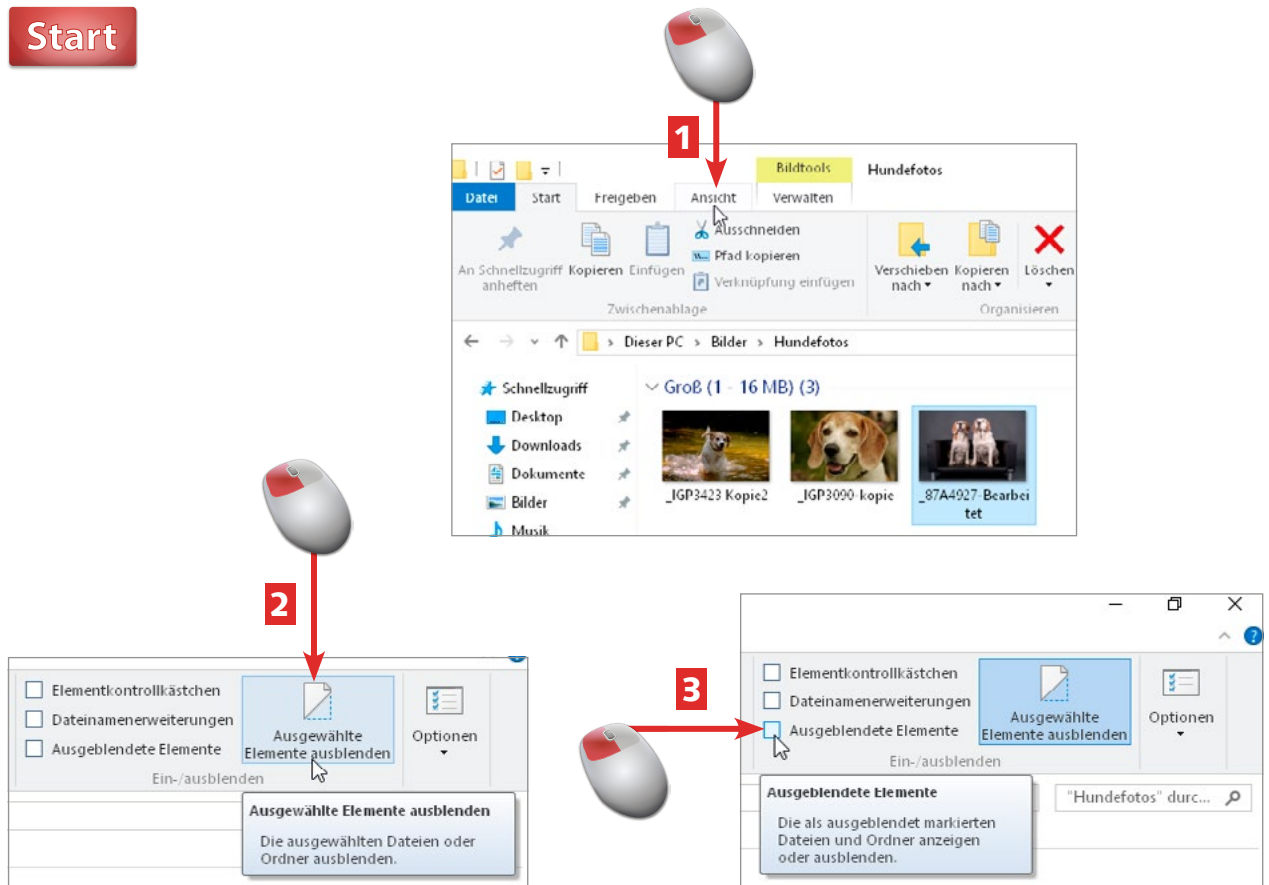 Start
1
Bildtools
Hundefotos
Datei Start Freigeben Ansicht Verwalten
An Schnellzugriff anheften
Kopieren
Einfügen
Ausschneiden
Pfad kopieren
Verknüpfung einfügen
Zwischenablage
Verschieben nach
Kopieren nach
Löschen
Organisieren
Dieser PC > Bilder > Hundefotos
Schnellzugriff
Desktop
Downloads
Dokumente
Bilder
Musik
Groß (1 - 16 MB) (3)
_IGP3423 Kopie2
_IGP3090-kopie
_87A4927-Bearbei
tet
2
Elementkontrollkästchen
Dateinamenerweiterungen
Ausgeblendete Elemente
Ausgewählte
Elemente ausblenden
Optionen
Ein-/ausblenden
Ausgewählte Elemente ausblenden
Die ausgewählten Dateien oder
Ordner ausblenden.
3
Elementkontrollkästchen
Dateinamenerweiterungen
Ausgeblendete Elemente
Ausgewählte
Elemente ausblenden
Optionen
Ein-/ausblenden
Ausgeblendete Elemente
Die als ausgeblendet markierten
Dateien und Ordner anzeigen
oder ausblenden.
"Hundefotos" durc...